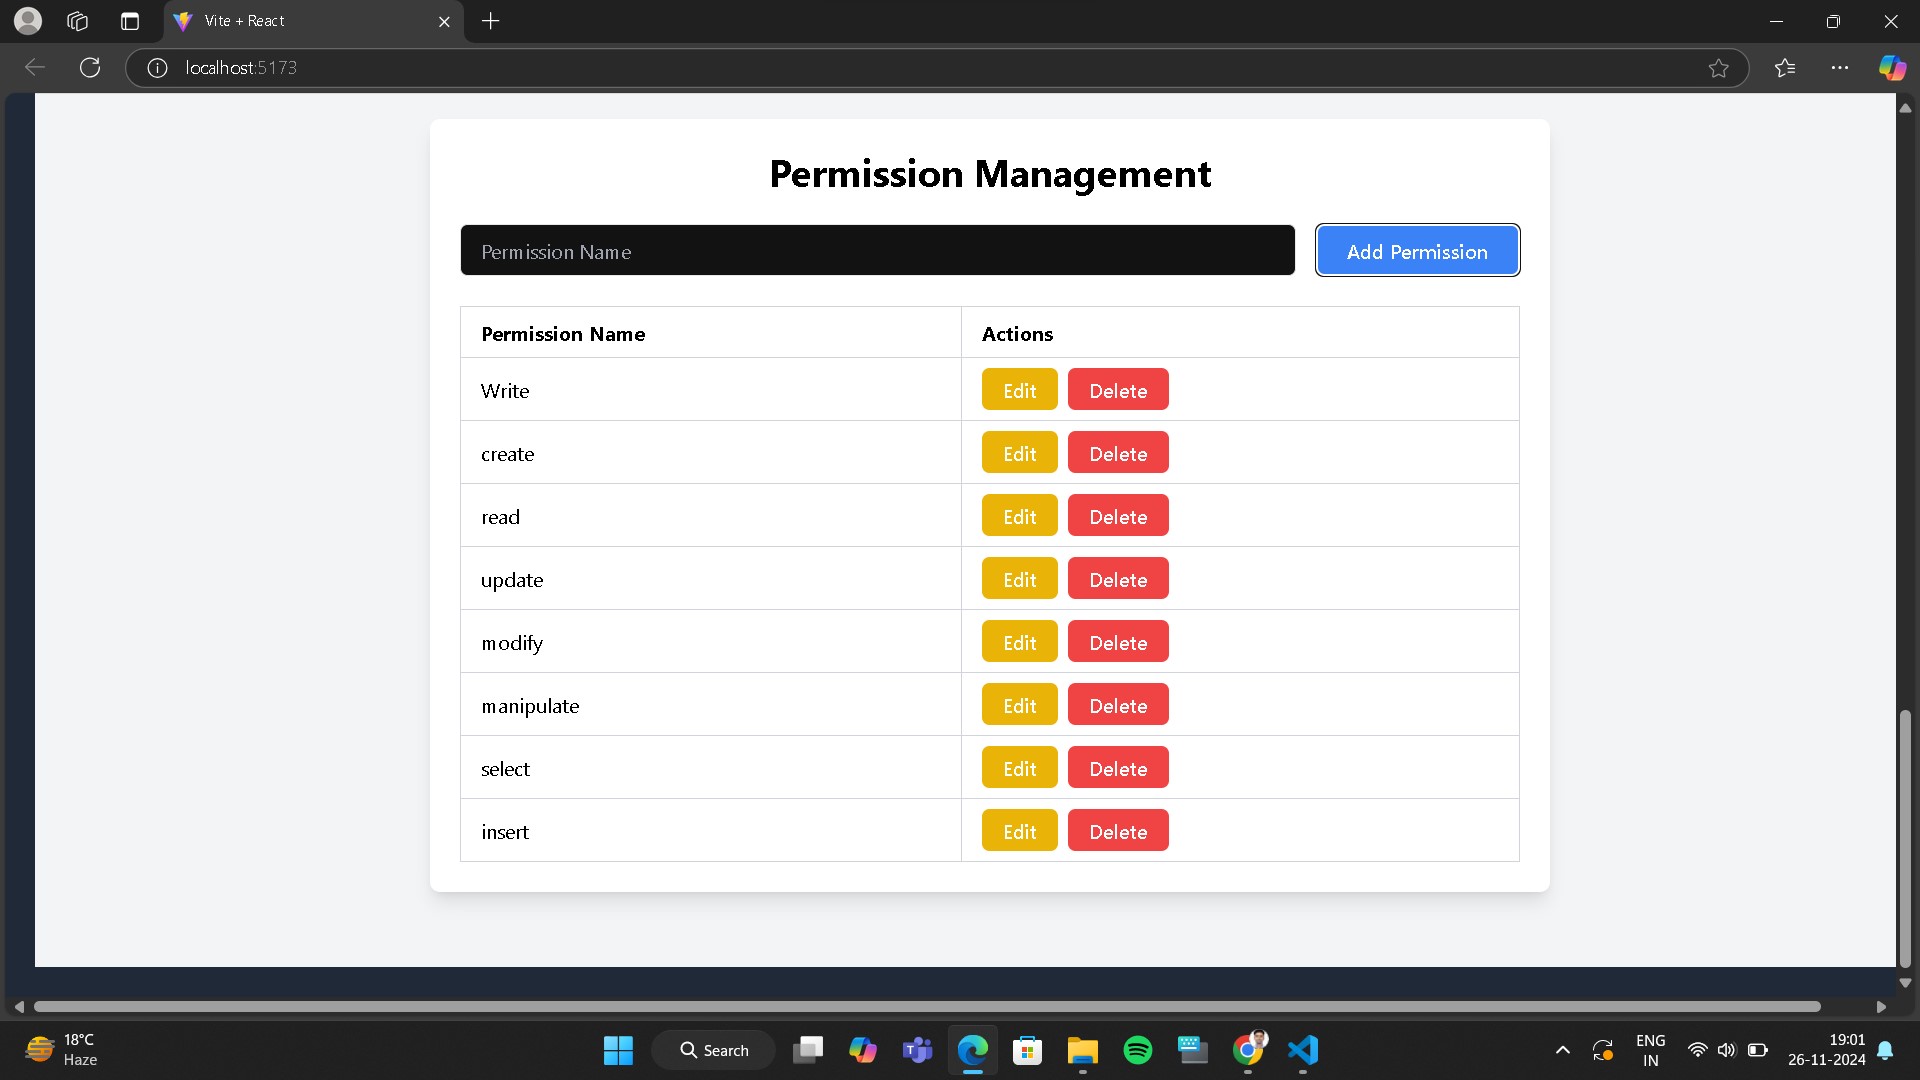 Vite + React
localhost:5173
Permission Management
Permission Name
Add Permission
Permission Name Actions
Write Edit Delete
create Edit Delete
read Edit Delete
update Edit Delete
modify Edit Delete
manipulate Edit Delete
select Edit Delete
insert Edit Delete
18°C
Haze
Search
ENG
IN
19:01
26-11-2024